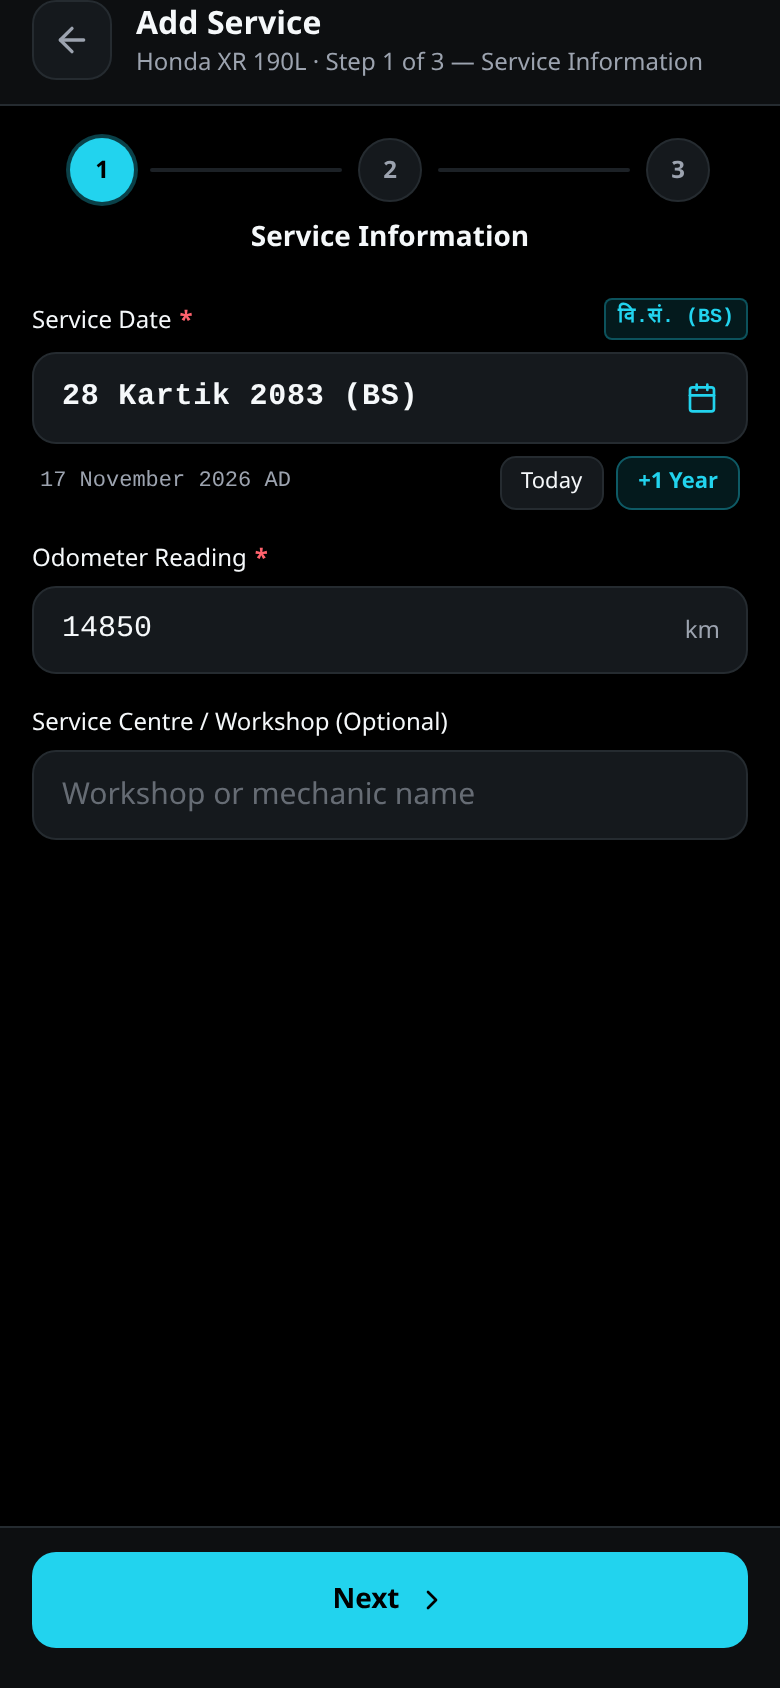 Add Service
Honda XR 190L · Step 1 of 3 — Service Information
1 2 3
Service Information
Service Date * वि.सं. (BS)
28 Kartik 2083 (BS)
17 November 2026 AD Today +1 Year
Odometer Reading *
14850 km
Service Centre / Workshop (Optional)
Workshop or mechanic name
Next